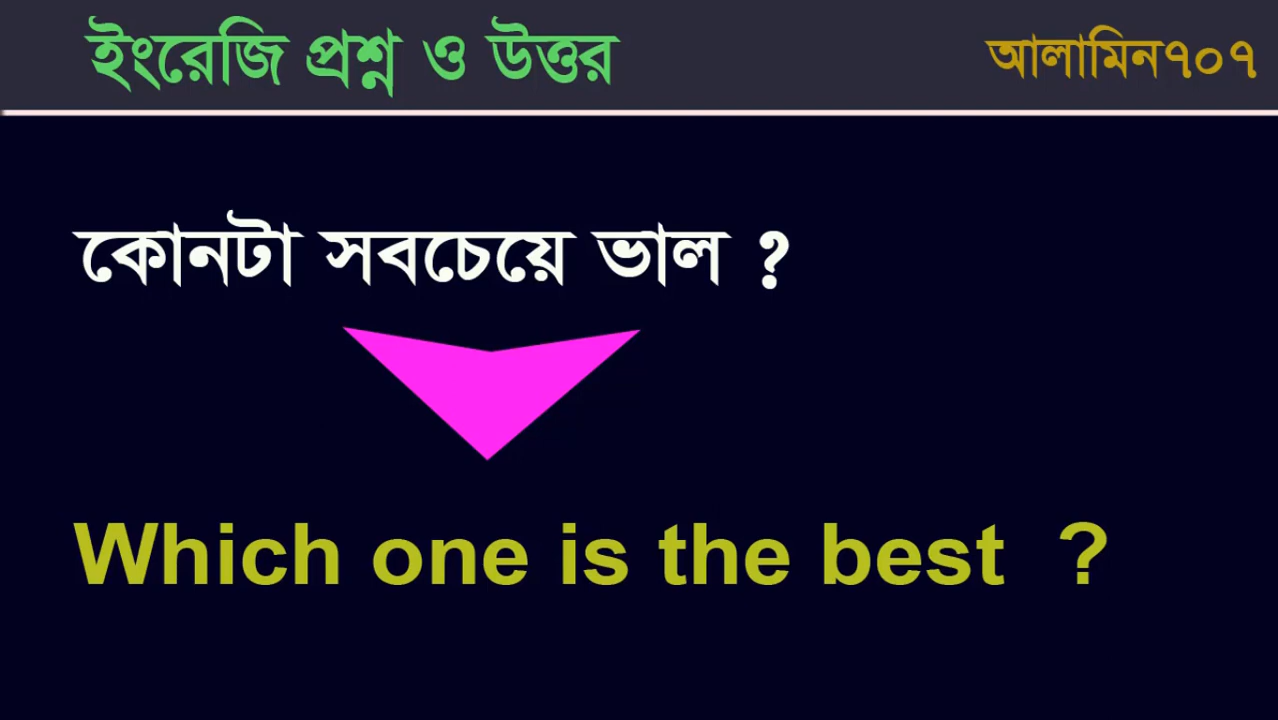 ইংরেজি প্রশ্ন ও উত্তর
আলামিন৭০৭
কোনটা সবচেয়ে ভাল ?
Which one is the best ?